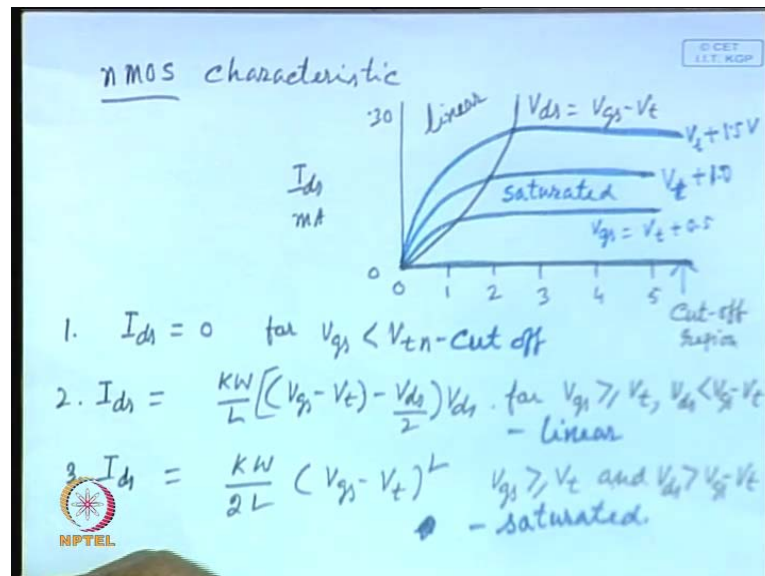 nMOS characteristic
© CET
I.I.T. KGP
.30
linear
Vds = Vgs - Vt
Vt + 1.5V
Ids
mA
Vt + 1.0
saturated
Vgs = Vt + 0.5
0
0 1 2 3 4 5
Cut-off
region
1. Ids = 0 for Vgs < Vtn - Cut off
2. Ids = KW/L [(Vgs - Vt) - Vds/2) Vds. for Vgs ≥ Vt, Vds < Vgs - Vt
- linear
3. Ids = KW/2L (Vgs - Vt)² Vgs ≥ Vt and Vds > Vgs - Vt
- saturated.
NPTEL